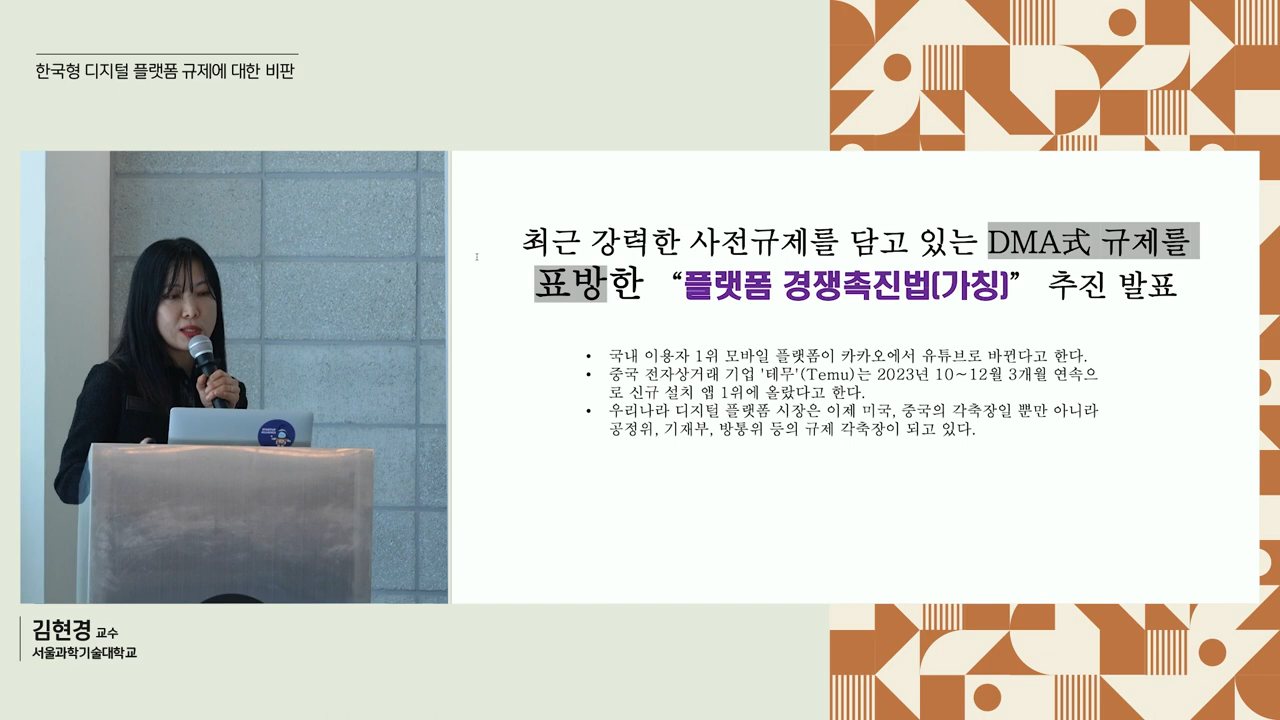 한국형 디지털 플랫폼 규제에 대한 비판
최근 강력한 사전규제를 담고 있는 DMA式 규제를
표방한 “플랫폼 경쟁촉진법(가칭)” 추진 발표
• 국내 이용자 1위 모바일 플랫폼이 카카오에서 유튜브로 바뀐다고 한다.
• 중국 전자상거래 기업 '테무'(Temu)는 2023년 10~12월 3개월 연속으
로 신규 설치 앱 1위에 올랐다고 한다.
• 우리나라 디지털 플랫폼 시장은 이제 미국, 중국의 각축장일 뿐만 아니라
공정위, 기재부, 방통위 등의 규제 각축장이 되고 있다.
김현경 교수
서울과학기술대학교